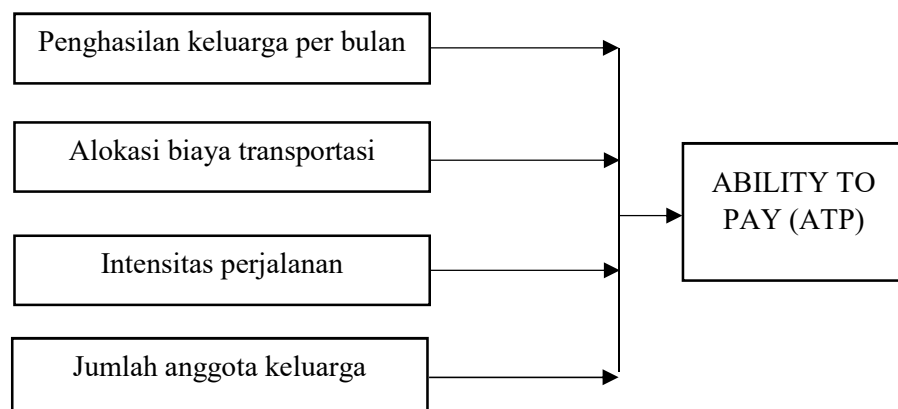 Penghasilan keluarga per bulan
Alokasi biaya transportasi
ABILITY TO
PAY (ATP)
Intensitas perjalanan
Jumlah anggota keluarga